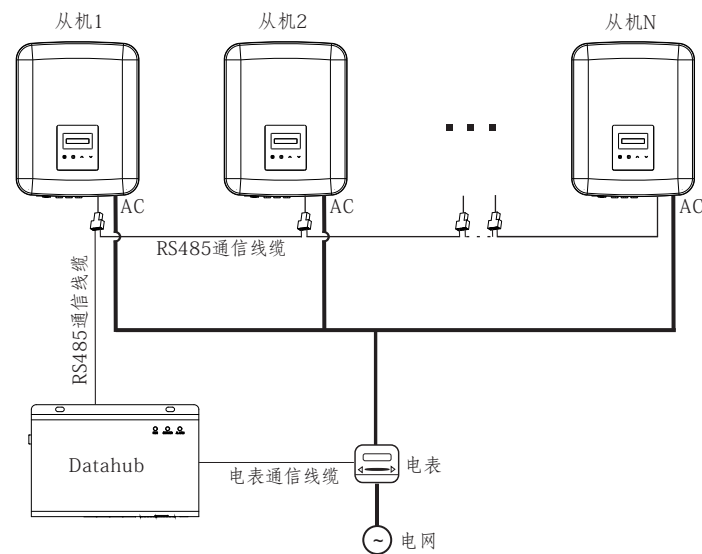 从机1
从机2
从机N
AC
AC
AC
RS485通信线缆
RS485通信线缆
Datahub
电表通信线缆
电表
~
电网